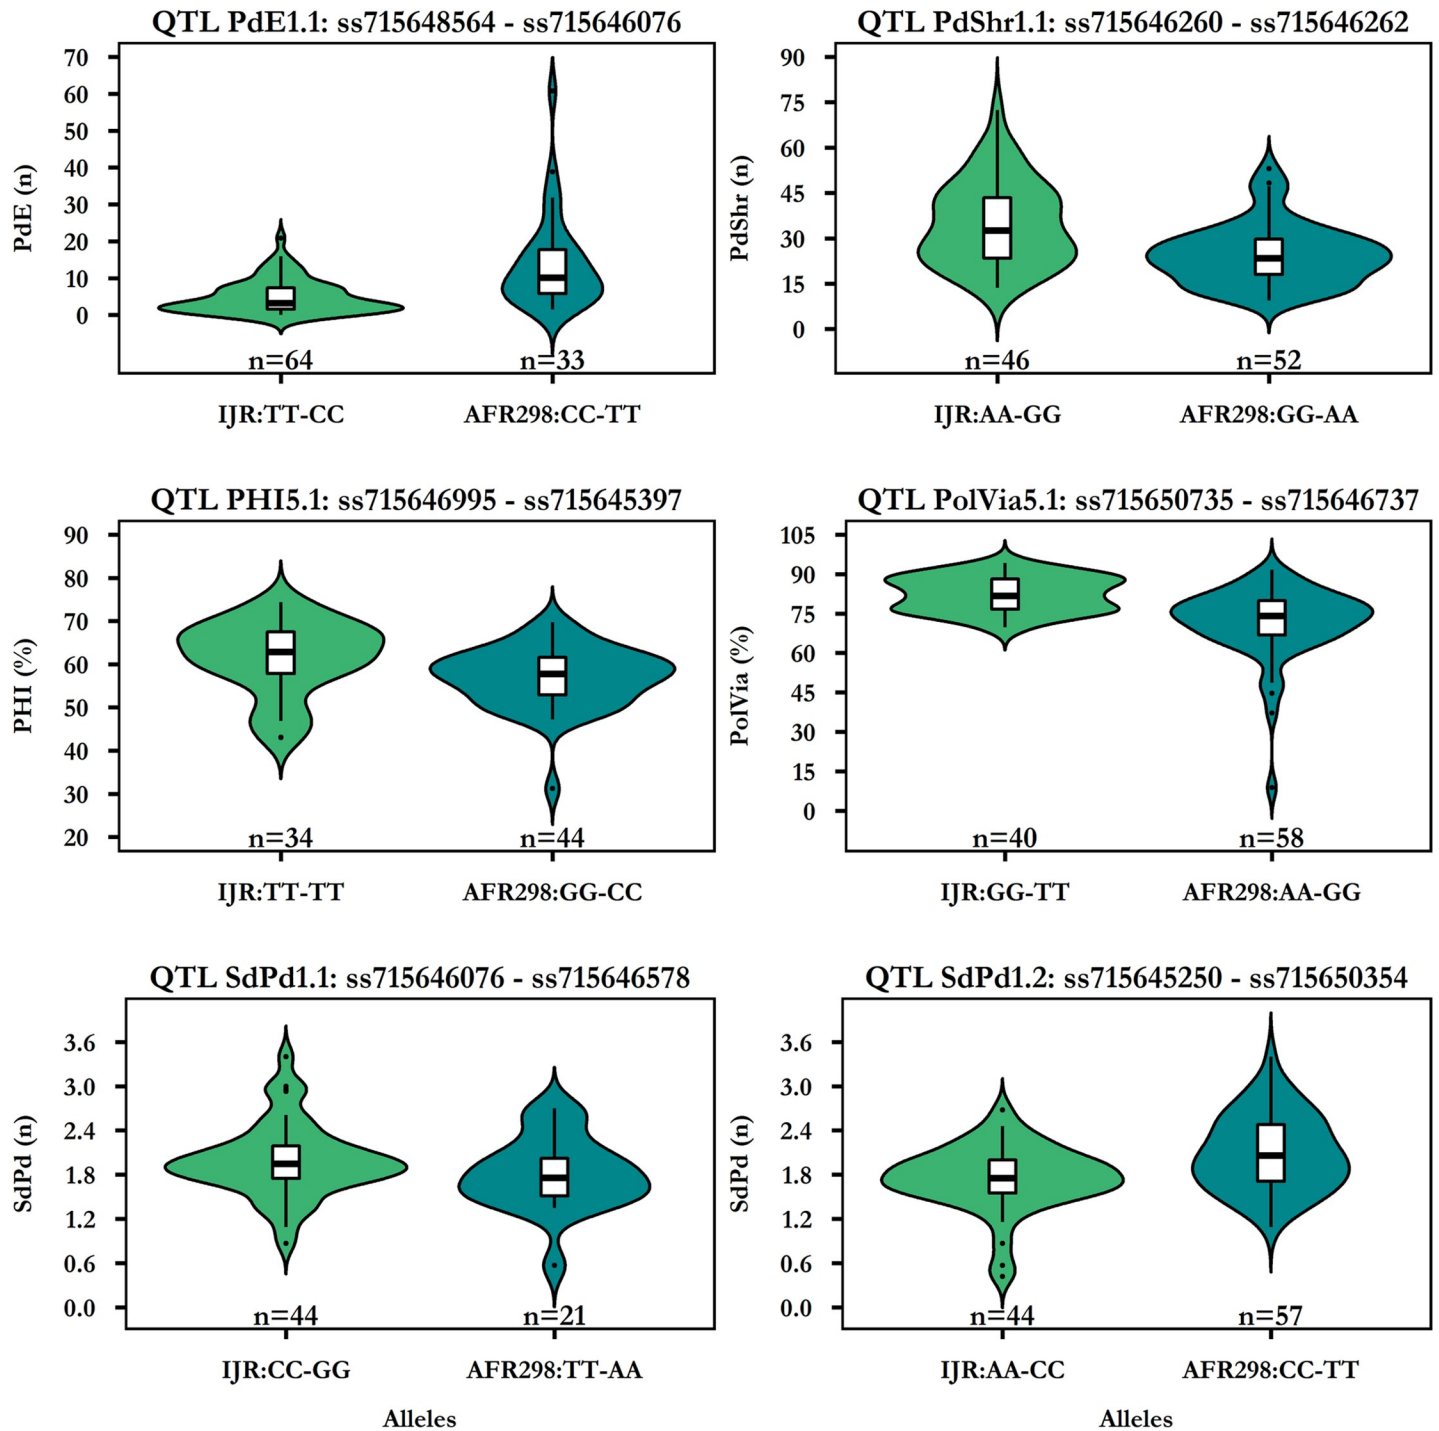 QTL PdE1.1: ss715648564 - ss715646076
PdE (n)
70
60
50
40
30
20
10
0
n=64
n=33
IJR:TT-CC
AFR298:CC-TT
QTL PdShr1.1: ss715646260 - ss715646262
PdShr (n)
90
75
60
45
30
15
0
n=46
n=52
IJR:AA-GG
AFR298:GG-AA
QTL PHI5.1: ss715646995 - ss715645397
PHI (%)
90
80
70
60
50
40
30
20
n=34
n=44
IJR:TT-TT
AFR298:GG-CC
QTL PolVia5.1: ss715650735 - ss715646737
PolVia (%)
105
90
75
60
45
30
15
0
n=40
n=58
IJR:GG-TT
AFR298:AA-GG
QTL SdPd1.1: ss715646076 - ss715646578
SdPd (n)
3.6
3.0
2.4
1.8
1.2
0.6
0.0
n=44
n=21
IJR:CC-GG
AFR298:TT-AA
Alleles
QTL SdPd1.2: ss715645250 - ss715650354
SdPd (n)
3.6
3.0
2.4
1.8
1.2
0.6
0.0
n=44
n=57
IJR:AA-CC
AFR298:CC-TT
Alleles